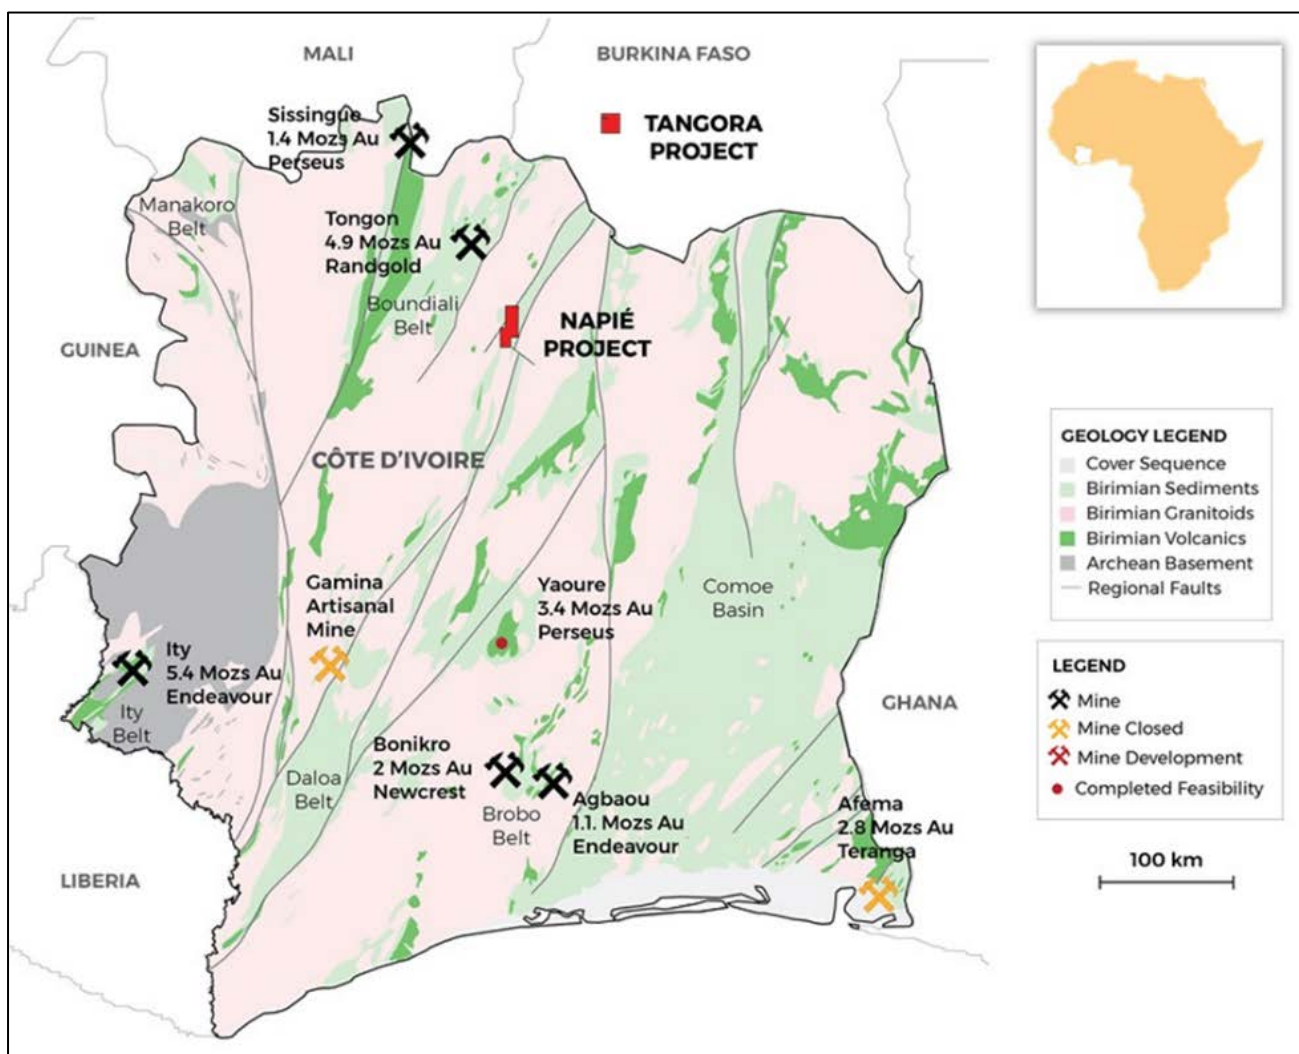 MALI
BURKINA FASO
Sissingue
1.4 Mozs Au
Perseus
TANGORA
PROJECT
Manakoro
Belt
Tongon
4.9 Mozs Au
Randgold
Boundiali
Belt
NAPIÉ
PROJECT
GUINEA
CÔTE D'IVOIRE
Gamina
Artisanal
Mine
Yaoure
3.4 Mozs Au
Perseus
Comoe
Basin
Ity
5.4 Mozs Au
Endeavour
Ity
Belt
GHANA
Bonikro
2 Mozs Au
Newcrest
Daloa
Belt
Brobo
Belt
Agbaou
1.1. Mozs Au
Endeavour
Afema
2.8 Mozs Au
Teranga
LIBERIA
GEOLOGY LEGEND
Cover Sequence
Birimian Sediments
Birimian Granitoids
Birimian Volcanics
Archean Basement
Regional Faults
LEGEND
Mine
Mine Closed
Mine Development
Completed Feasibility
100 km